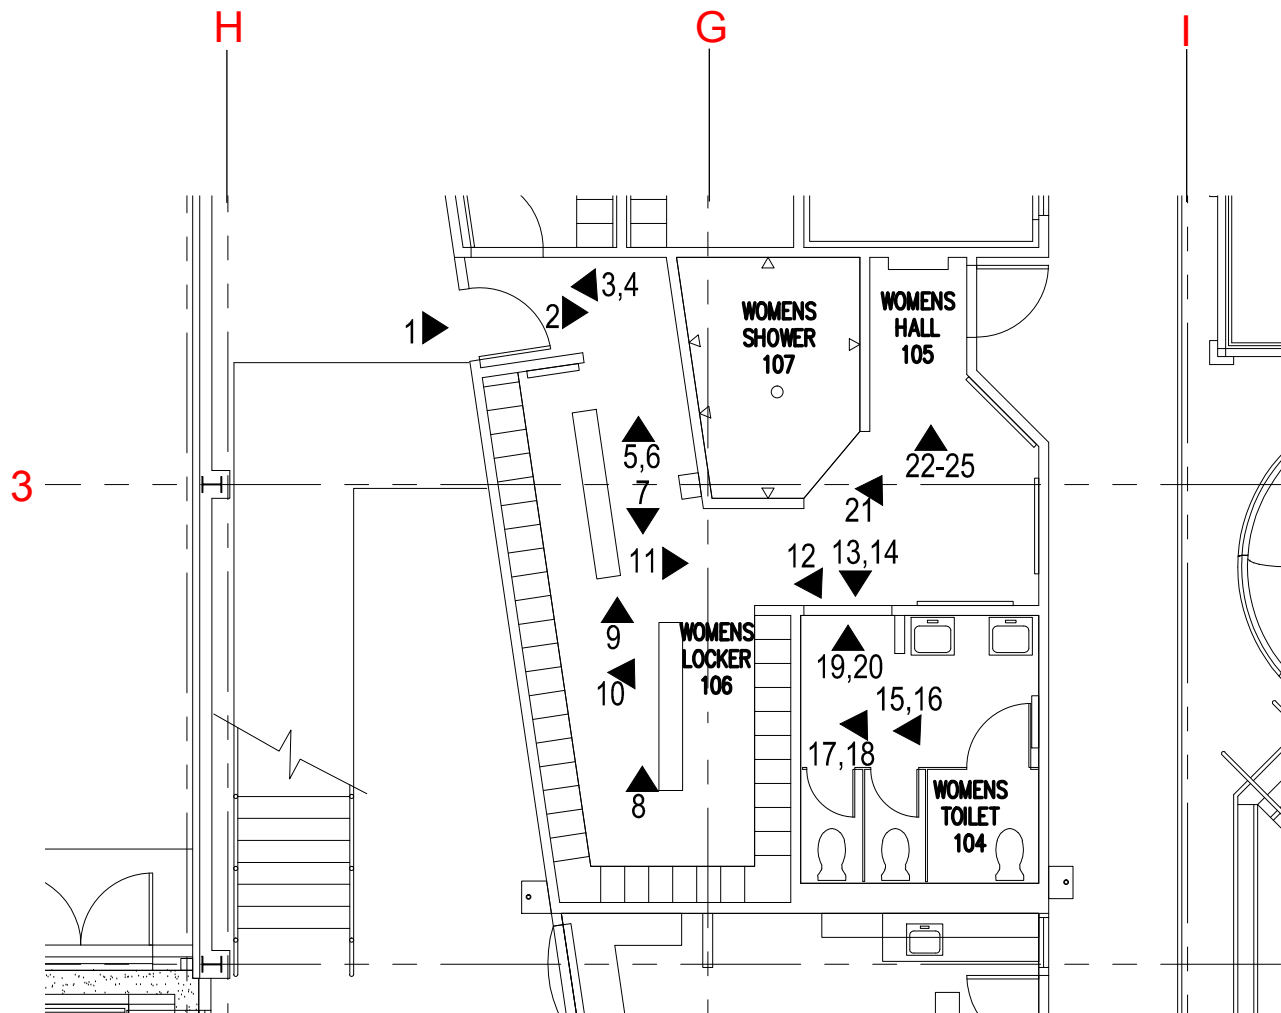 H
G
I
3,4
2
1
WOMENS
SHOWER
107
WOMENS
HALL
105
5,6
22-25
3
7
21
11
12
13,14
9
WOMENS
LOCKER
106
19,20
10
15,16
17,18
8
WOMENS
TOILET
104